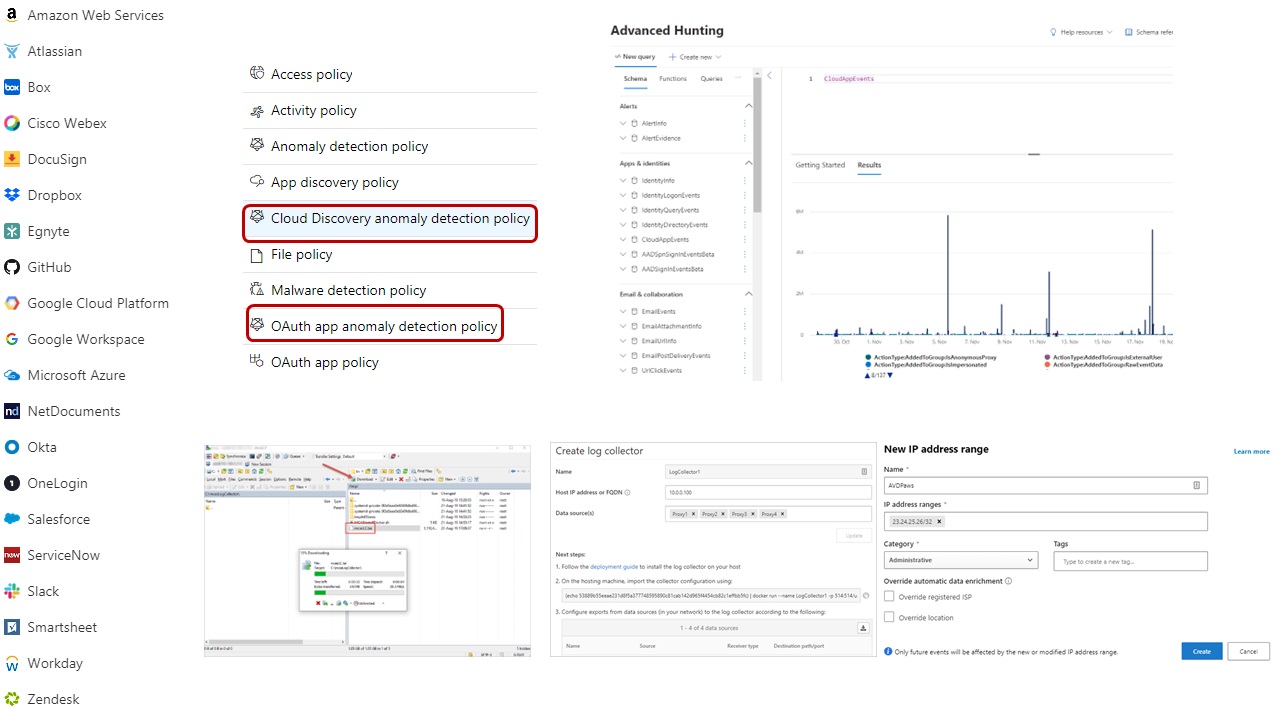 Amazon Web Services
Atlassian
Box
Cisco Webex
DocuSign
Dropbox
Egnyte
GitHub
Google Cloud Platform
Google Workspace
Microsoft Azure
NetDocuments
Okta
OneLogin
Salesforce
ServiceNow
Slack
Smartsheet
Workday
Zendesk
Access policy
Activity policy
Anomaly detection policy
App discovery policy
Cloud Discovery anomaly detection policy
File policy
Malware detection policy
OAuth app anomaly detection policy
OAuth app policy
Advanced Hunting
Help resources
Schema refer
New query
Create new
Schema Functions Queries
Alerts
AlertInfo
AlertEvidence
Apps & identities
IdentityInfo
IdentityLogonEvents
IdentityQueryEvents
IdentityDirectoryEvents
CloudAppEvents
AADSpnSignInEventsBeta
AADSignInEventsBeta
Email & collaboration
EmailEvents
EmailAttachmentInfo
EmailUrlInfo
EmailPostDeliveryEvents
UrlClickEvents
1 CloudAppEvents
Getting Started Results
6M
4M
2M
0
30. Oct 1. Nov 3. Nov 5. Nov 7. Nov 9. Nov 11. Nov 13. Nov 15. Nov 17. Nov 19. N
ActionType:AddedToGroup:IsAnonymousProxy
ActionType:AddedToGroup:IsExternalUser
ActionType:AddedToGroup:IsImpersonated
ActionType:AddedToGroup:RawEventData
8/127
Downloading
Create log collector
Name LogCollector1
Host IP address or FQDN 10.0.0.100
Data source(s) Proxy1 × Proxy2 × Proxy3 × Proxy4 ×
Update
Next steps:
1. Follow the deployment guide to install the log collector on your host
2. On the hosting machine, import the collector configuration using:
| docker run --name LogCollector1 -p 514:514/u
3. Configure exports from data sources (in your network) to the log collector according to the following:
1 - 4 of 4 data sources
Name Source Receiver type Destination path/port
New IP address range
Learn more
Name *
AVDPaws
IP address ranges *
23.24.25.26/32 ×
Category *
Tags
Administrative
Type to create a new tag...
Override automatic data enrichment
Override registered ISP
Override location
Only future events will be affected by the new or modified IP address range.
Create
Cancel